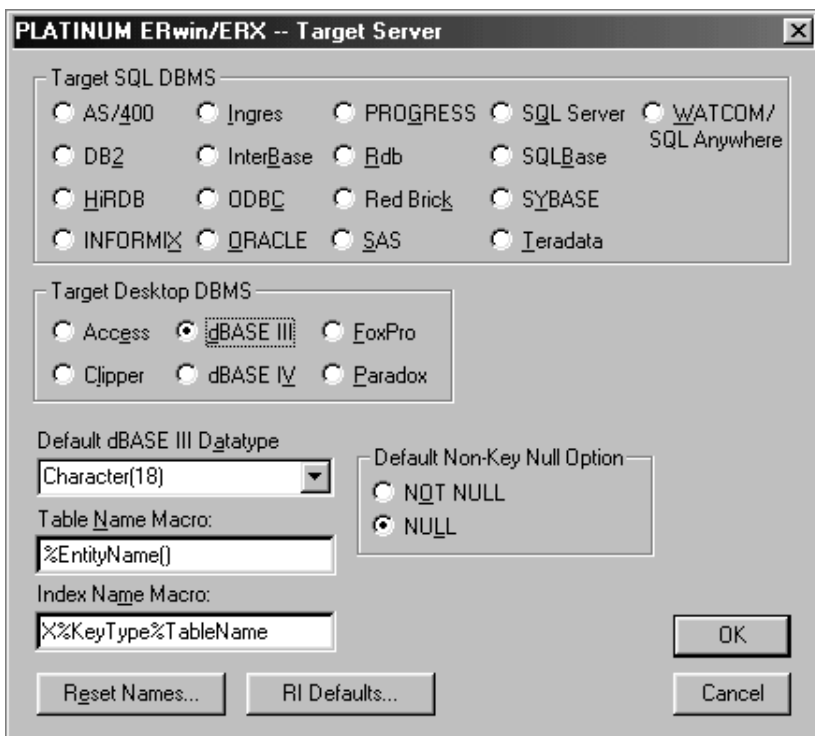 PLATINUM ERwin/ERX -- Target Server
Target SQL DBMS
AS/400 Ingres PROGRESS SQL Server WATCOM/
SQL Anywhere
DB2 InterBase Rdb SQLBase
HiRDB ODBC Red Brick SYBASE
INFORMIX ORACLE SAS Teradata
Target Desktop DBMS
Access dBASE III FoxPro
Clipper dBASE IV Paradox
Default dBASE III Datatype
Character(18)
Default Non-Key Null Option
NOT NULL
NULL
Table Name Macro:
%EntityName()
Index Name Macro:
X%KeyType%TableName
OK
Reset Names... RI Defaults... Cancel